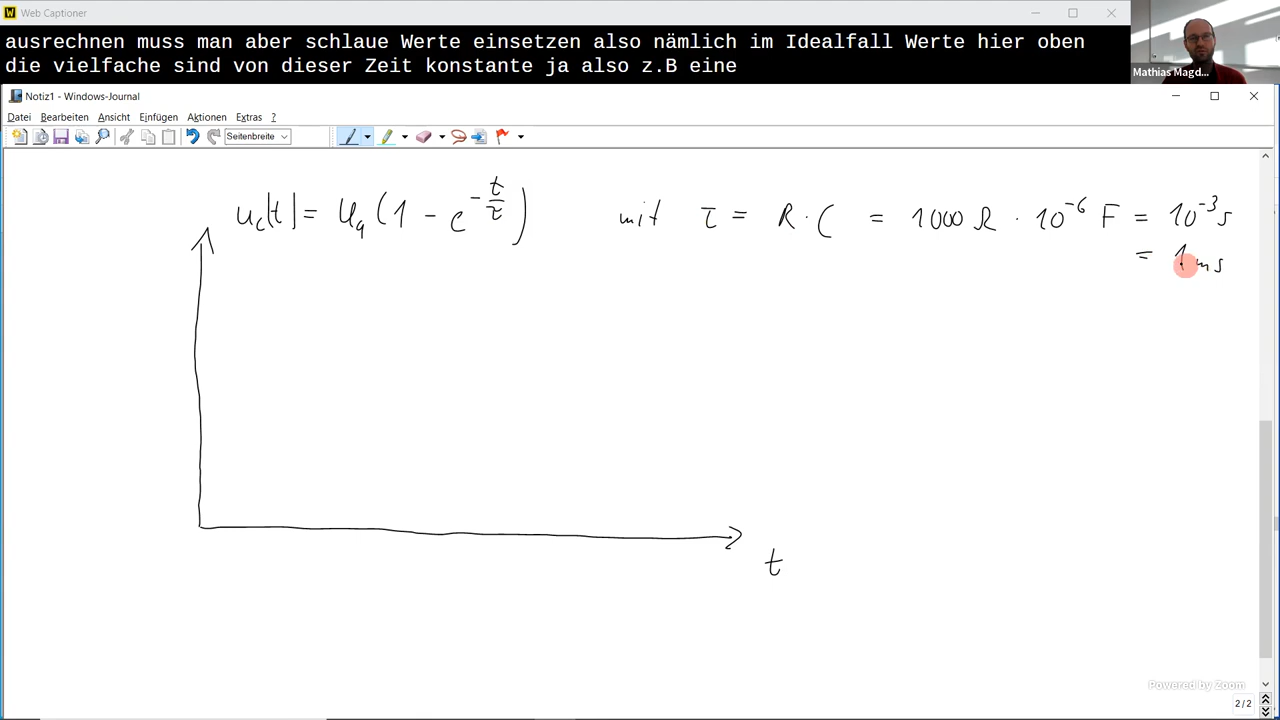 Web Captioner
ausrechnen muss man aber schlaue Werte einsetzen also nämlich im Idealfall Werte hier oben
die vielfache sind von dieser Zeit konstante ja also z.B eine
Mathias Magd...
Notiz1 - Windows-Journal
Datei Bearbeiten Ansicht Einfügen Aktionen Extras ?
Seitenbreite
u_c(t) = U_q (1 - e^{-t/τ}) mit τ = R · C = 1000 Ω · 10^{-6} F = 10^{-3} s
= 1 ms
t
Powered by Zoom
2/2